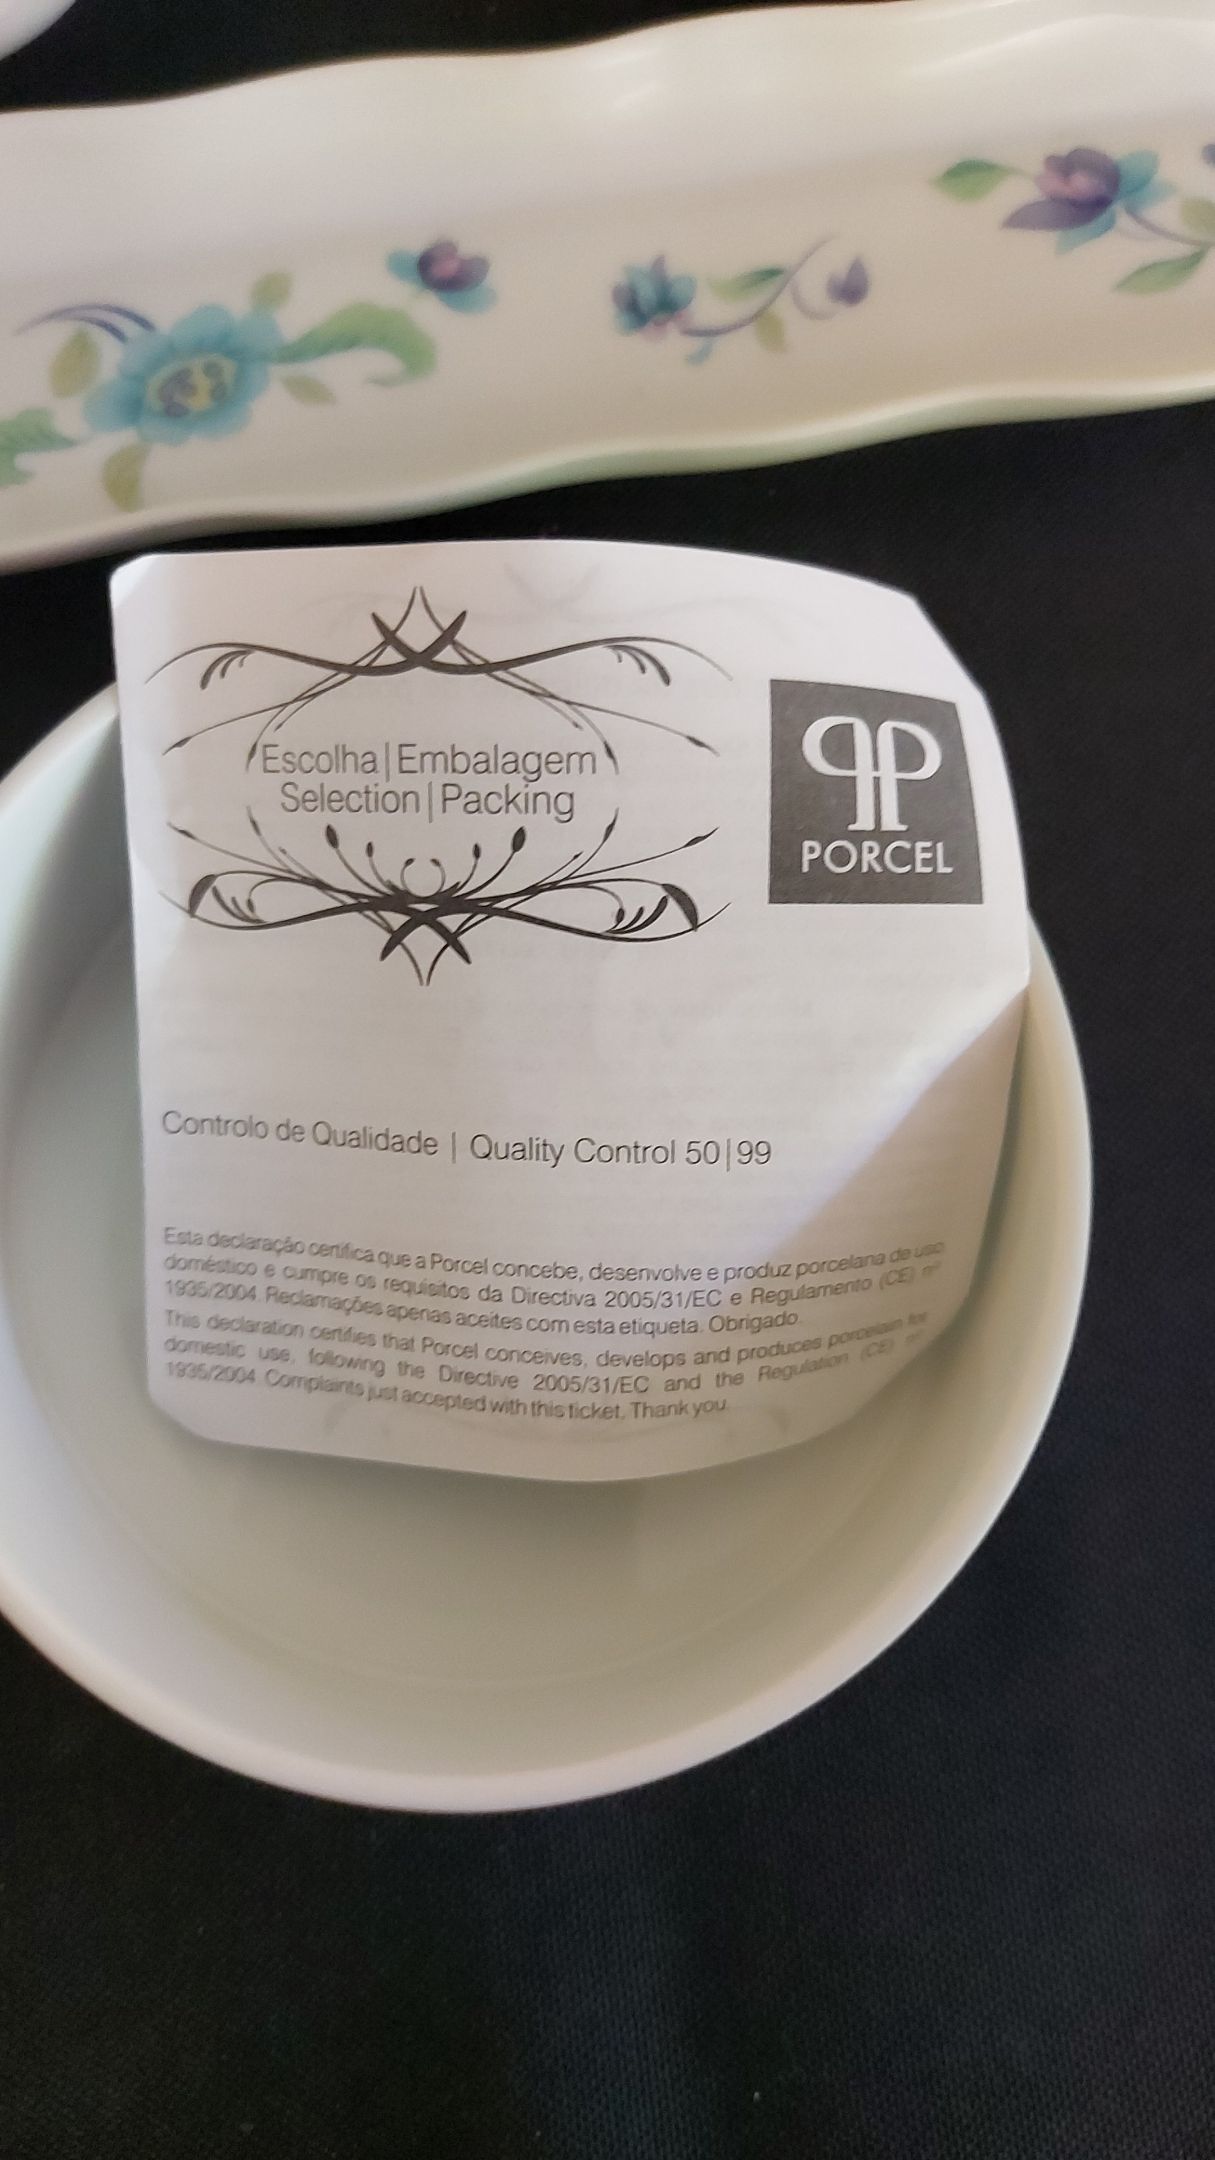 Escolha|Embalagem
Selection|Packing
PP
PORCEL
Controlo de Qualidade | Quality Control 50|99
Esta declaração certifica que a Porcel concebe, desenvolve e produz porcelana de uso
doméstico e cumpre os requisitos da Directiva 2005/31/EC e Regulamento (CE) nº
1935/2004. Reclamações apenas aceites com esta etiqueta. Obrigado.
This declaration certifies that Porcel conceives, develops and produces porcelain for
domestic use, following the Directive 2005/31/EC and the Regulation (CE) nº
1935/2004. Complaints just accepted with this ticket. Thank you.